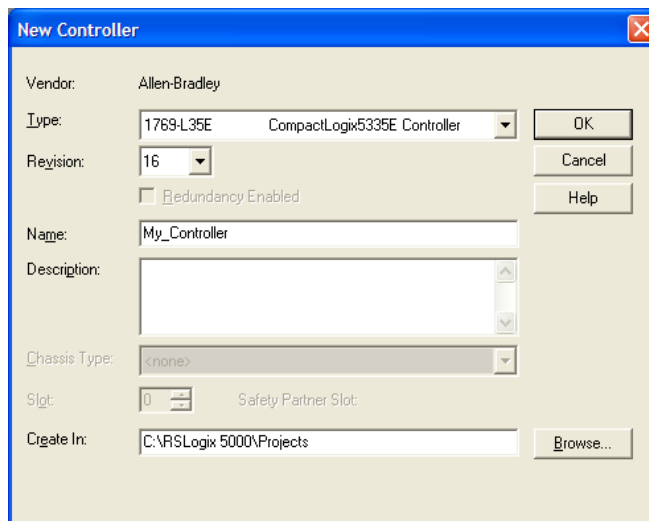 New Controller
Vendor: Allen-Bradley
Type: 1769-L35E CompactLogix5335E Controller OK
Revision: 16 Cancel
Redundancy Enabled Help
Name: My_Controller
Description:
Chassis Type: <none>
Slot: 0 Safety Partner Slot:
Create In: C:\RSLogix 5000\Projects Browse...